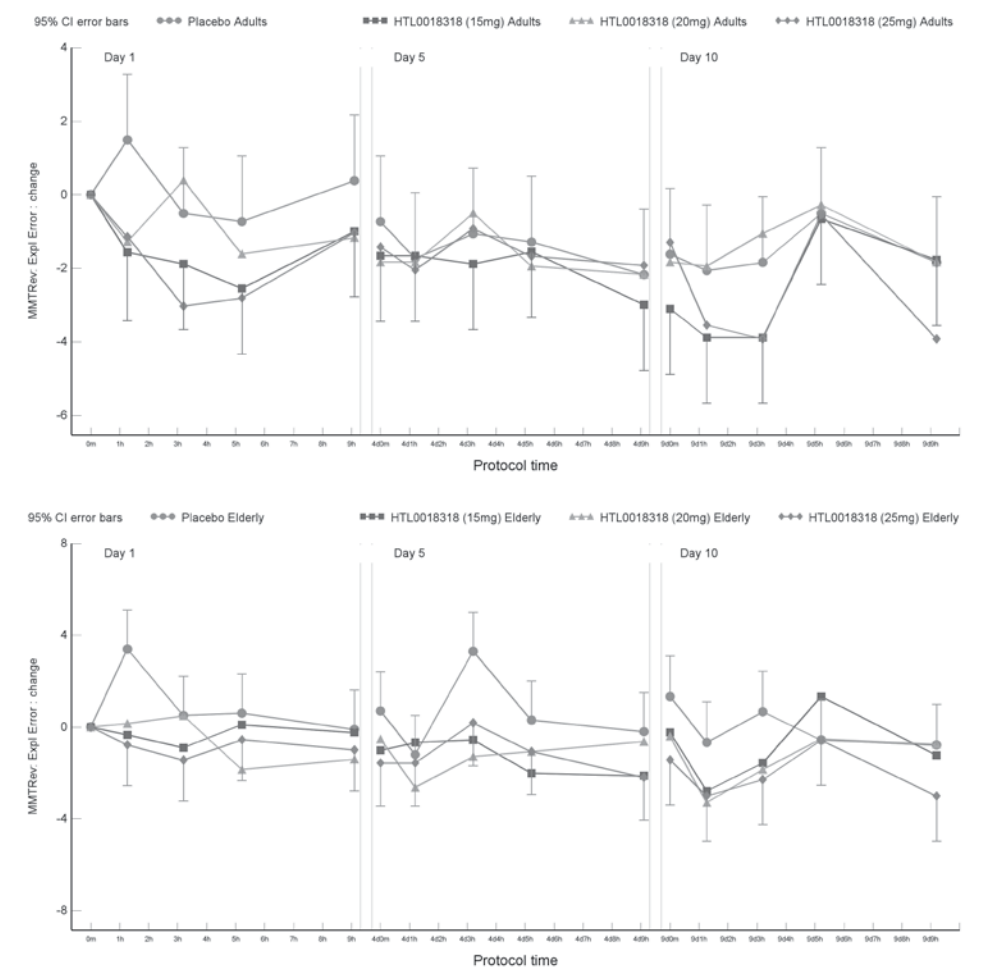 95% CI error bars Placebo Adults HTL0018318 (15mg) Adults HTL0018318 (20mg) Adults HTL0018318 (25mg) Adults
Day 1 Day 5 Day 10
MMTRev: Expl Error : change
4
2
0
-2
-4
-6
0m 1h 2h 3h 4h 5h 6h 7h 8h 9h 4d0m 4d1h 4d2h 4d3h 4d4h 4d5h 4d6h 4d7h 4d8h 4d9h 9d0m 9d1h 9d2h 9d3h 9d4h 9d5h 9d6h 9d7h 9d8h 9d9h
Protocol time
95% CI error bars Placebo Elderly HTL0018318 (15mg) Elderly HTL0018318 (20mg) Elderly HTL0018318 (25mg) Elderly
Day 1 Day 5 Day 10
MMTRev: Expl Error : change
8
4
0
-4
-8
0m 1h 2h 3h 4h 5h 6h 7h 8h 9h 4d0m 4d1h 4d2h 4d3h 4d4h 4d5h 4d6h 4d7h 4d8h 4d9h 9d0m 9d1h 9d2h 9d3h 9d4h 9d5h 9d6h 9d7h 9d8h 9d9h
Protocol time